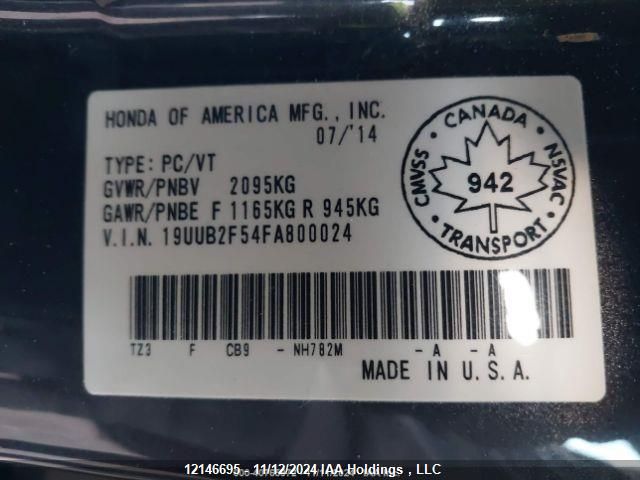 HONDA OF AMERICA MFG., INC.
07/'14
TYPE: PC/VT
GVWR/PNBV 2095KG
GAWR/PNBE F 1165KG R 945KG
V.I.N. 19UUB2F54FA800024
CANADA
CMVSS
942
NSVAC
TRANSPORT
TZ3 F CB9 - NH782M - A - A
MADE IN U.S.A.
12146695 - 11/12/2024 IAA Holdings , LLC